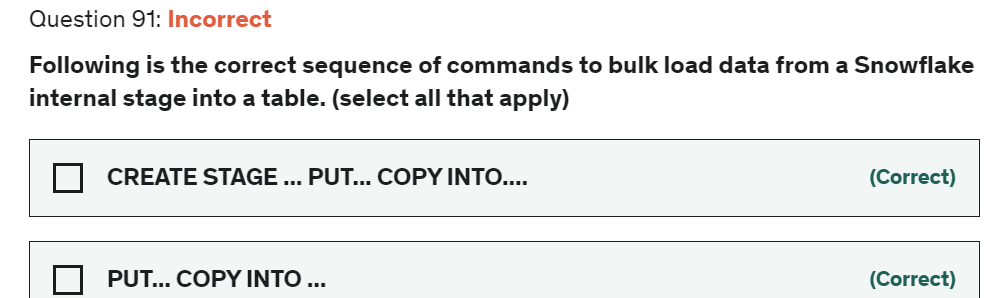 Question 91: Incorrect
Following is the correct sequence of commands to bulk load data from a Snowflake
internal stage into a table. (select all that apply)
CREATE STAGE ... PUT... COPY INTO.... (Correct)
PUT... COPY INTO ... (Correct)